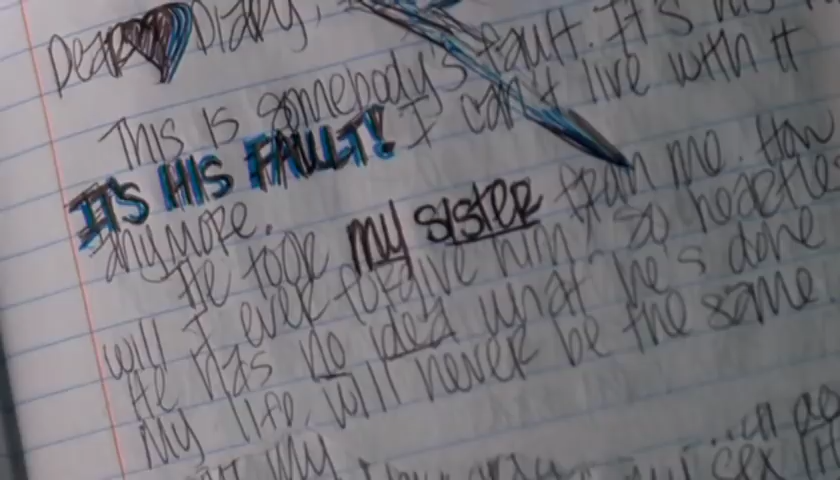 Dear Diary,
This is somebody's fault. It's his
IT'S HIS FAULT! I can't live with it
anymore.
He took my sister from me. How
will I ever forgive him? So heartless
He has no idea what he's done
My life will never be the same
my